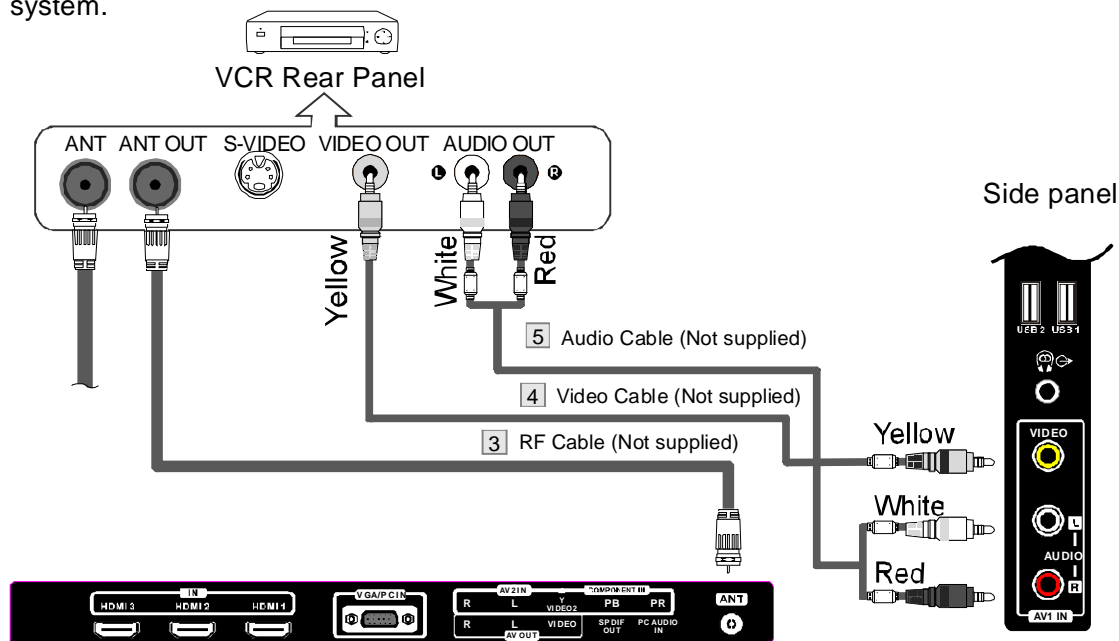 system.
VCR Rear Panel
ANT ANT OUT S-VIDEO VIDEO OUT AUDIO OUT
L R
Yellow
White
Red
Side panel
USB 2 USB 1
5 Audio Cable (Not supplied)
4 Video Cable (Not supplied)
3 RF Cable (Not supplied)
Yellow
White
Red
VIDEO
L
AUDIO
R
AV1 IN
IN
HDMI 3 HDMI 2 HDMI 1
VGA/PC IN
AV2 IN
R L Y VIDEO2 PB PR
R L VIDEO SPDIF OUT PC AUDIO IN
AV OUT
ANT